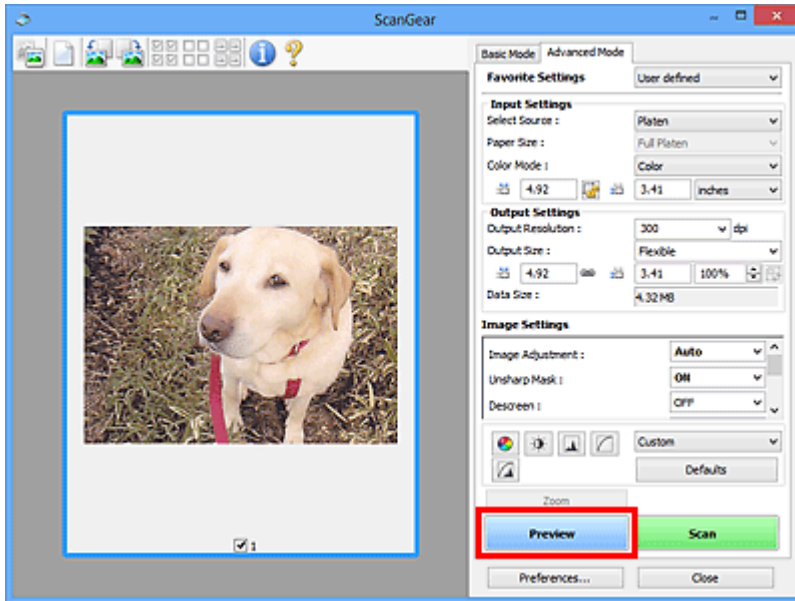 ScanGear
Basic Mode Advanced Mode
Favorite Settings User defined
Input Settings
Select Source : Platen
Paper Size : Full Platen
Color Mode : Color
4.92 3.41 inches
Output Settings
Output Resolution : 300 dpi
Output Size : Flexible
4.92 3.41 100%
Data Size : 4.32 MB
Image Settings
Image Adjustment : Auto
Unsharp Mask : ON
Descreen : OFF
Custom
Defaults
Zoom
Preview Scan
1
Preferences... Close